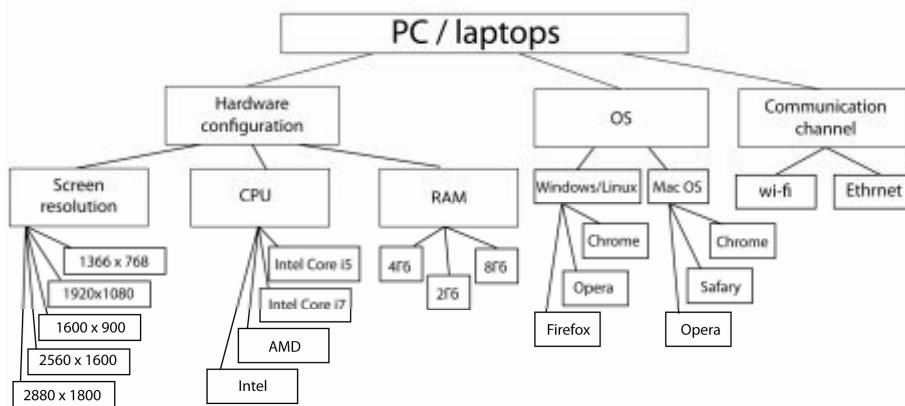 PC / laptops
Hardware
configuration
OS
Communication
channel
Screen
resolution
CPU
RAM
Windows/Linux
Mac OS
wi-fi
Ethrnet
1366 x 768
1920x1080
1600 x 900
2560 x 1600
2880 x 1800
Intel Core i5
Intel Core i7
AMD
Intel
4Гб
2Гб
8Гб
Chrome
Opera
Firefox
Chrome
Safary
Opera